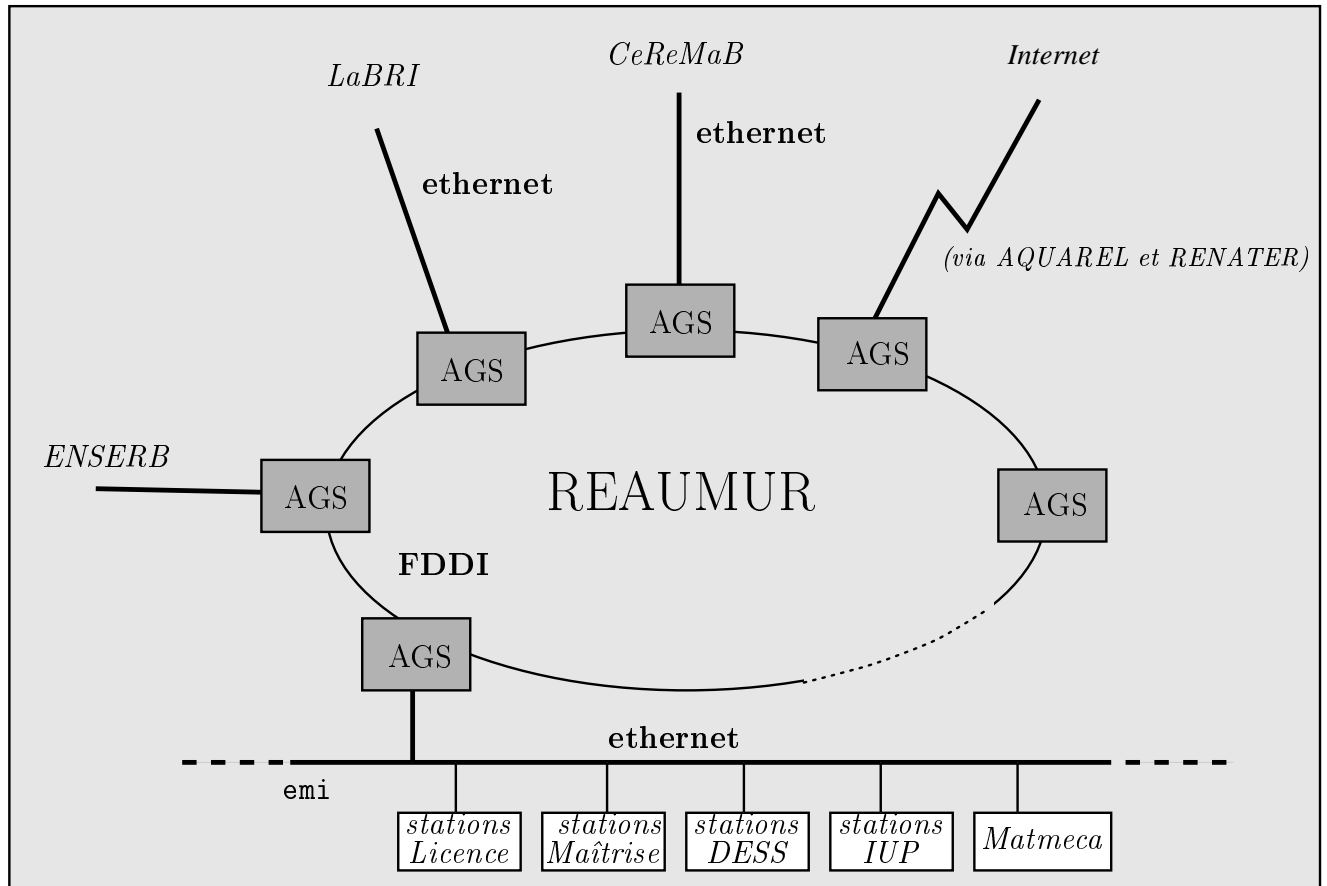 CeReMaB
Internet
LaBRI
ethernet
ethernet
(via AQUAREL et RENATER)
AGS
AGS
AGS
ENSERB
AGS
REAUMUR
AGS
FDDI
AGS
ethernet
emi
stations
Licence
stations
Maîtrise
stations
DESS
stations
IUP
Matmeca